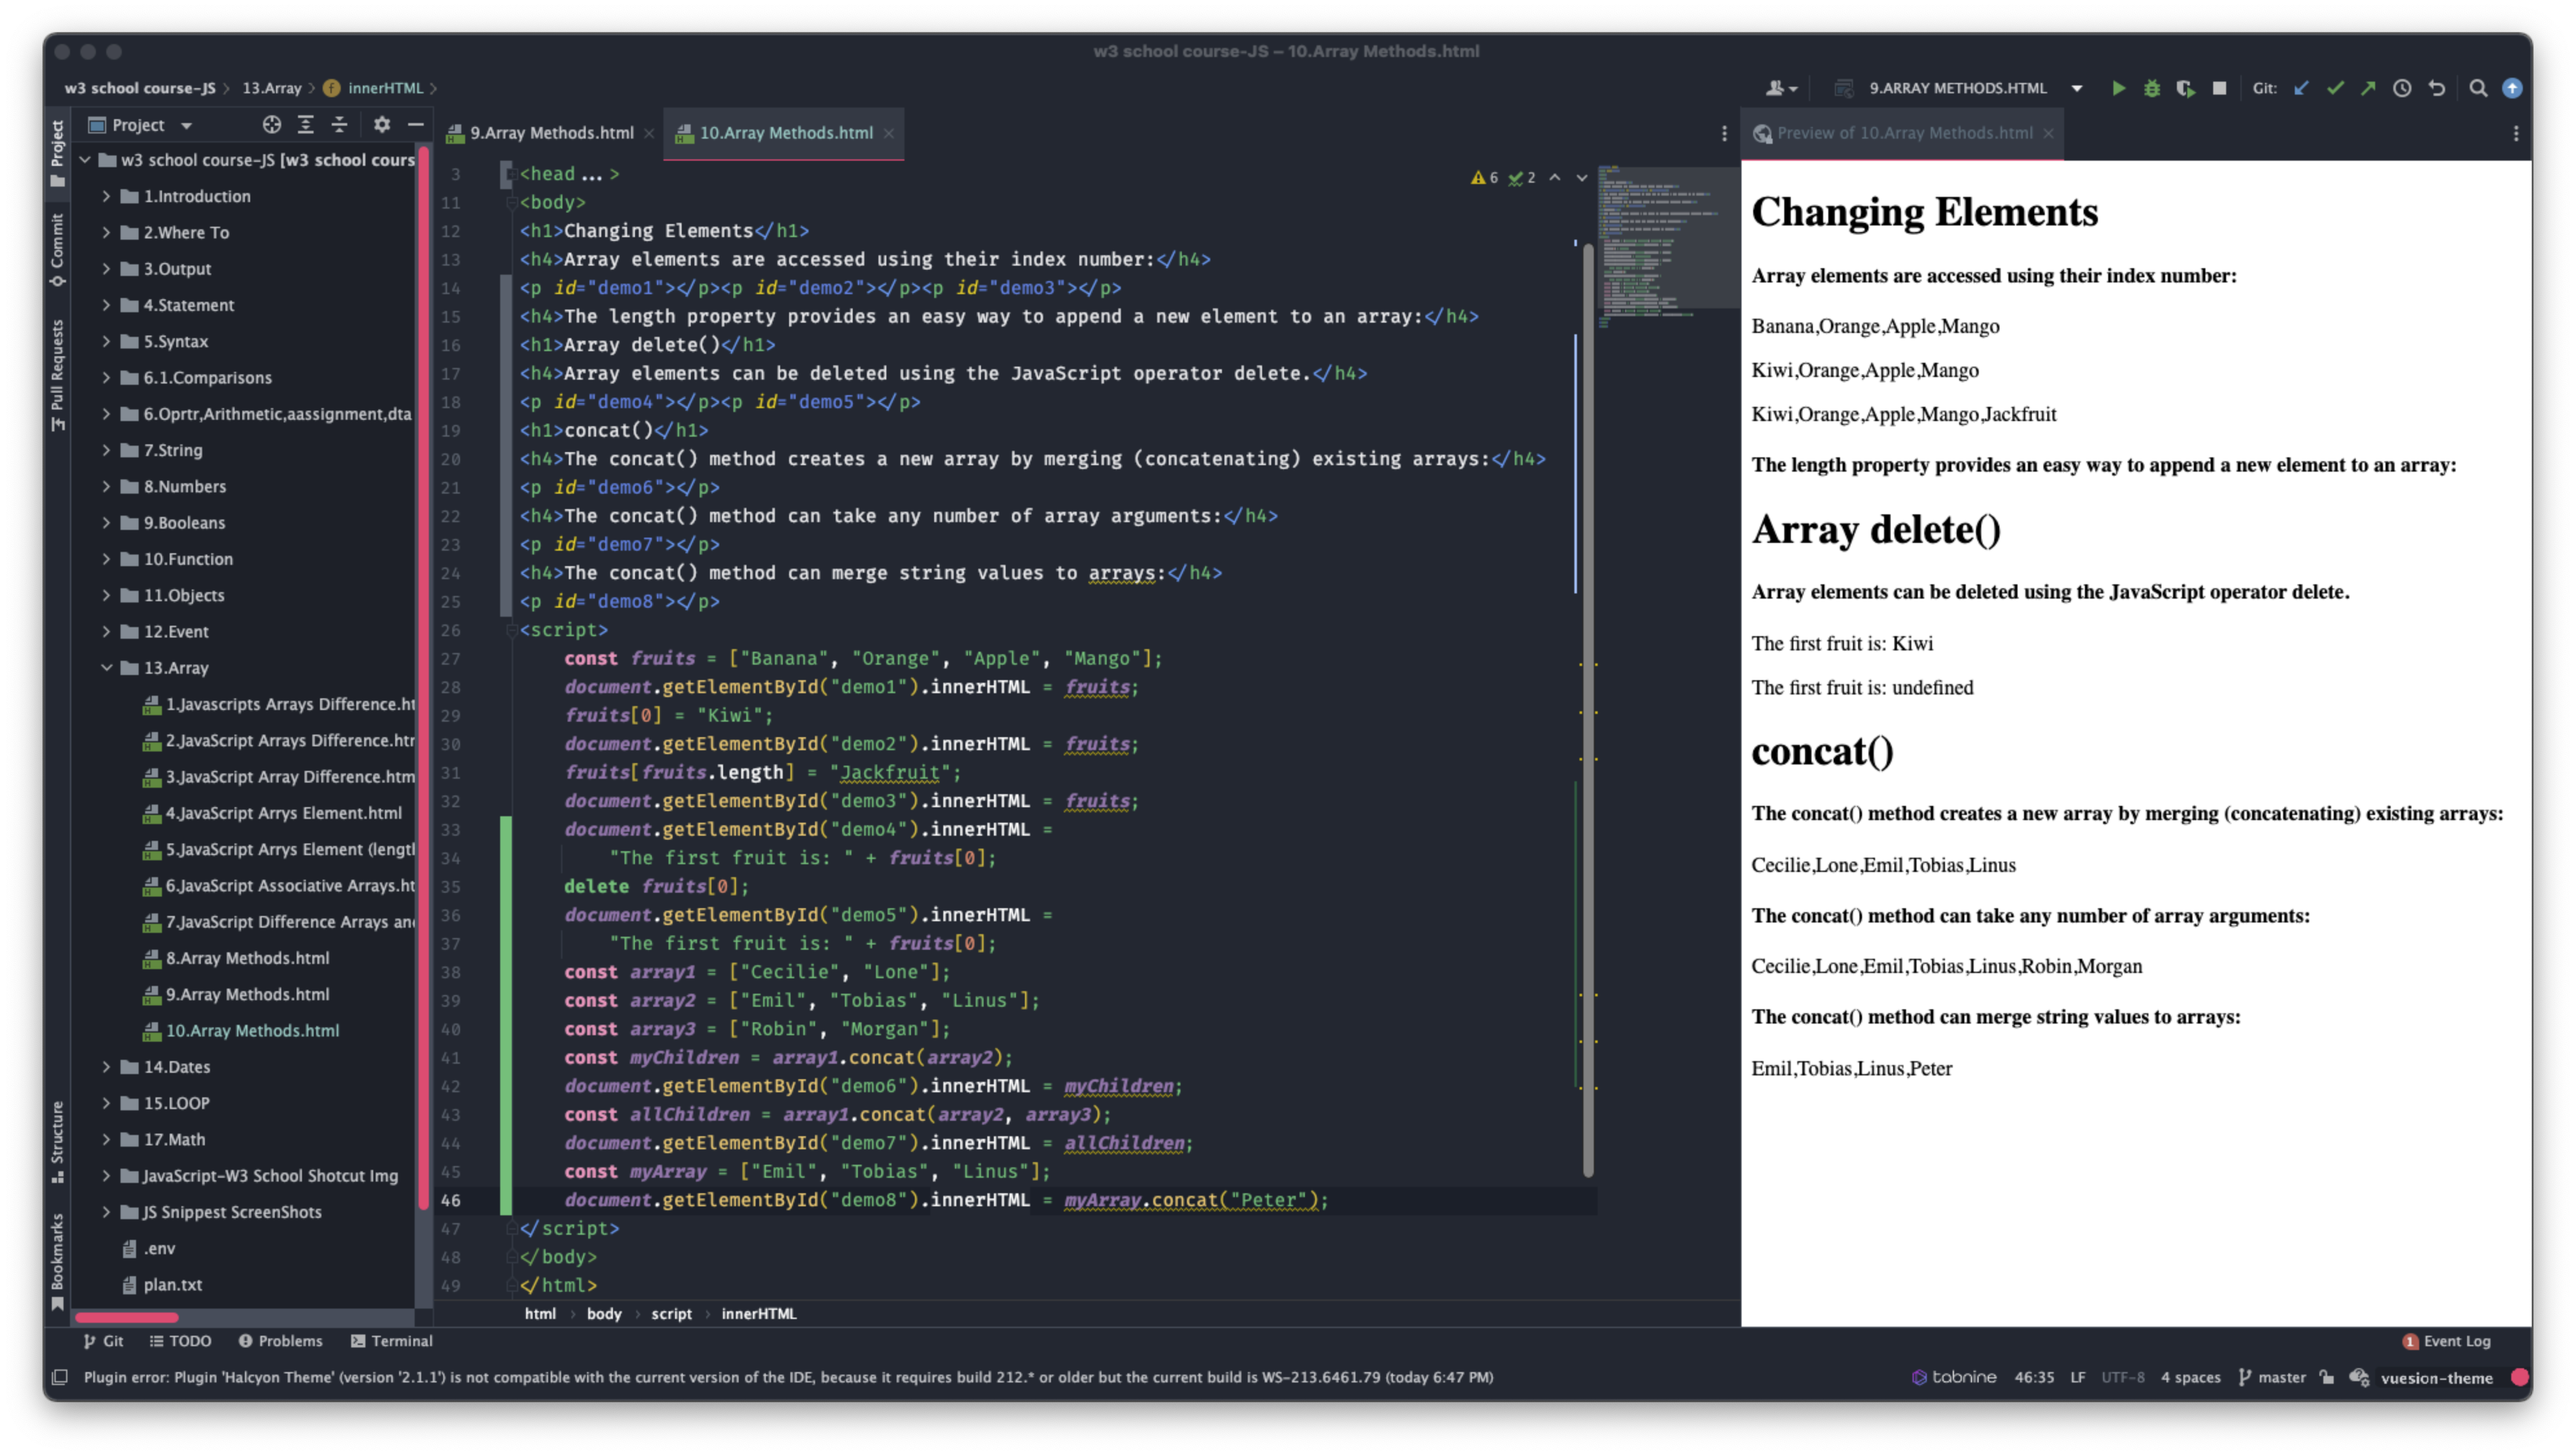 w3 school course-JS – 10.Array Methods.html
w3 school course-JS 13.Array innerHTML
9.ARRAY METHODS.HTML Git:
Project
Commit
Pull Requests
Structure
Bookmarks
Project
w3 school course-JS [w3 school cours
1.Introduction
2.Where To
3.Output
4.Statement
5.Syntax
6.1.Comparisons
6.Oprtr,Arithmetic,aassignment,dta
7.String
8.Numbers
9.Booleans
10.Function
11.Objects
12.Event
13.Array
1.Javascripts Arrays Difference.ht
2.JavaScript Arrays Difference.htr
3.JavaScript Array Difference.htm
4.JavaScript Arrys Element.html
5.JavaScript Arrys Element (lengtl
6.JavaScript Associative Arrays.ht
7.JavaScript Difference Arrays and
8.Array Methods.html
9.Array Methods.html
10.Array Methods.html
14.Dates
15.LOOP
17.Math
JavaScript-W3 School Shotcut Img
JS Snippest ScreenShots
.env
plan.txt
9.Array Methods.html
10.Array Methods.html
6 2
3 <head ... >
11 <body>
12 <h1>Changing Elements</h1>
13 <h4>Array elements are accessed using their index number:</h4>
14 <p id="demo1"></p><p id="demo2"></p><p id="demo3"></p>
15 <h4>The length property provides an easy way to append a new element to an array:</h4>
16 <h1>Array delete()</h1>
17 <h4>Array elements can be deleted using the JavaScript operator delete.</h4>
18 <p id="demo4"></p><p id="demo5"></p>
19 <h1>concat()</h1>
20 <h4>The concat() method creates a new array by merging (concatenating) existing arrays:</h4>
21 <p id="demo6"></p>
22 <h4>The concat() method can take any number of array arguments:</h4>
23 <p id="demo7"></p>
24 <h4>The concat() method can merge string values to arrays:</h4>
25 <p id="demo8"></p>
26 <script>
27 const fruits = ["Banana", "Orange", "Apple", "Mango"];
28 document.getElementById("demo1").innerHTML = fruits;
29 fruits[0] = "Kiwi";
30 document.getElementById("demo2").innerHTML = fruits;
31 fruits[fruits.length] = "Jackfruit";
32 document.getElementById("demo3").innerHTML = fruits;
33 document.getElementById("demo4").innerHTML =
34 "The first fruit is: " + fruits[0];
35 delete fruits[0];
36 document.getElementById("demo5").innerHTML =
37 "The first fruit is: " + fruits[0];
38 const array1 = ["Cecilie", "Lone"];
39 const array2 = ["Emil", "Tobias", "Linus"];
40 const array3 = ["Robin", "Morgan"];
41 const myChildren = array1.concat(array2);
42 document.getElementById("demo6").innerHTML = myChildren;
43 const allChildren = array1.concat(array2, array3);
44 document.getElementById("demo7").innerHTML = allChildren;
45 const myArray = ["Emil", "Tobias", "Linus"];
46 document.getElementById("demo8").innerHTML = myArray.concat("Peter");
47 </script>
48 </body>
49 </html>
html body script innerHTML
Preview of 10.Array Methods.html
Changing Elements
Array elements are accessed using their index number:
Banana,Orange,Apple,Mango
Kiwi,Orange,Apple,Mango
Kiwi,Orange,Apple,Mango,Jackfruit
The length property provides an easy way to append a new element to an array:
Array delete()
Array elements can be deleted using the JavaScript operator delete.
The first fruit is: Kiwi
The first fruit is: undefined
concat()
The concat() method creates a new array by merging (concatenating) existing arrays:
Cecilie,Lone,Emil,Tobias,Linus
The concat() method can take any number of array arguments:
Cecilie,Lone,Emil,Tobias,Linus,Robin,Morgan
The concat() method can merge string values to arrays:
Emil,Tobias,Linus,Peter
Git TODO Problems Terminal 1 Event Log
Plugin error: Plugin 'Halcyon Theme' (version '2.1.1') is not compatible with the current version of the IDE, because it requires build 212.* or older but the current build is WS-213.6461.79 (today 6:47 PM) tabnine 46:35 LF UTF-8 4 spaces master vuesion-theme